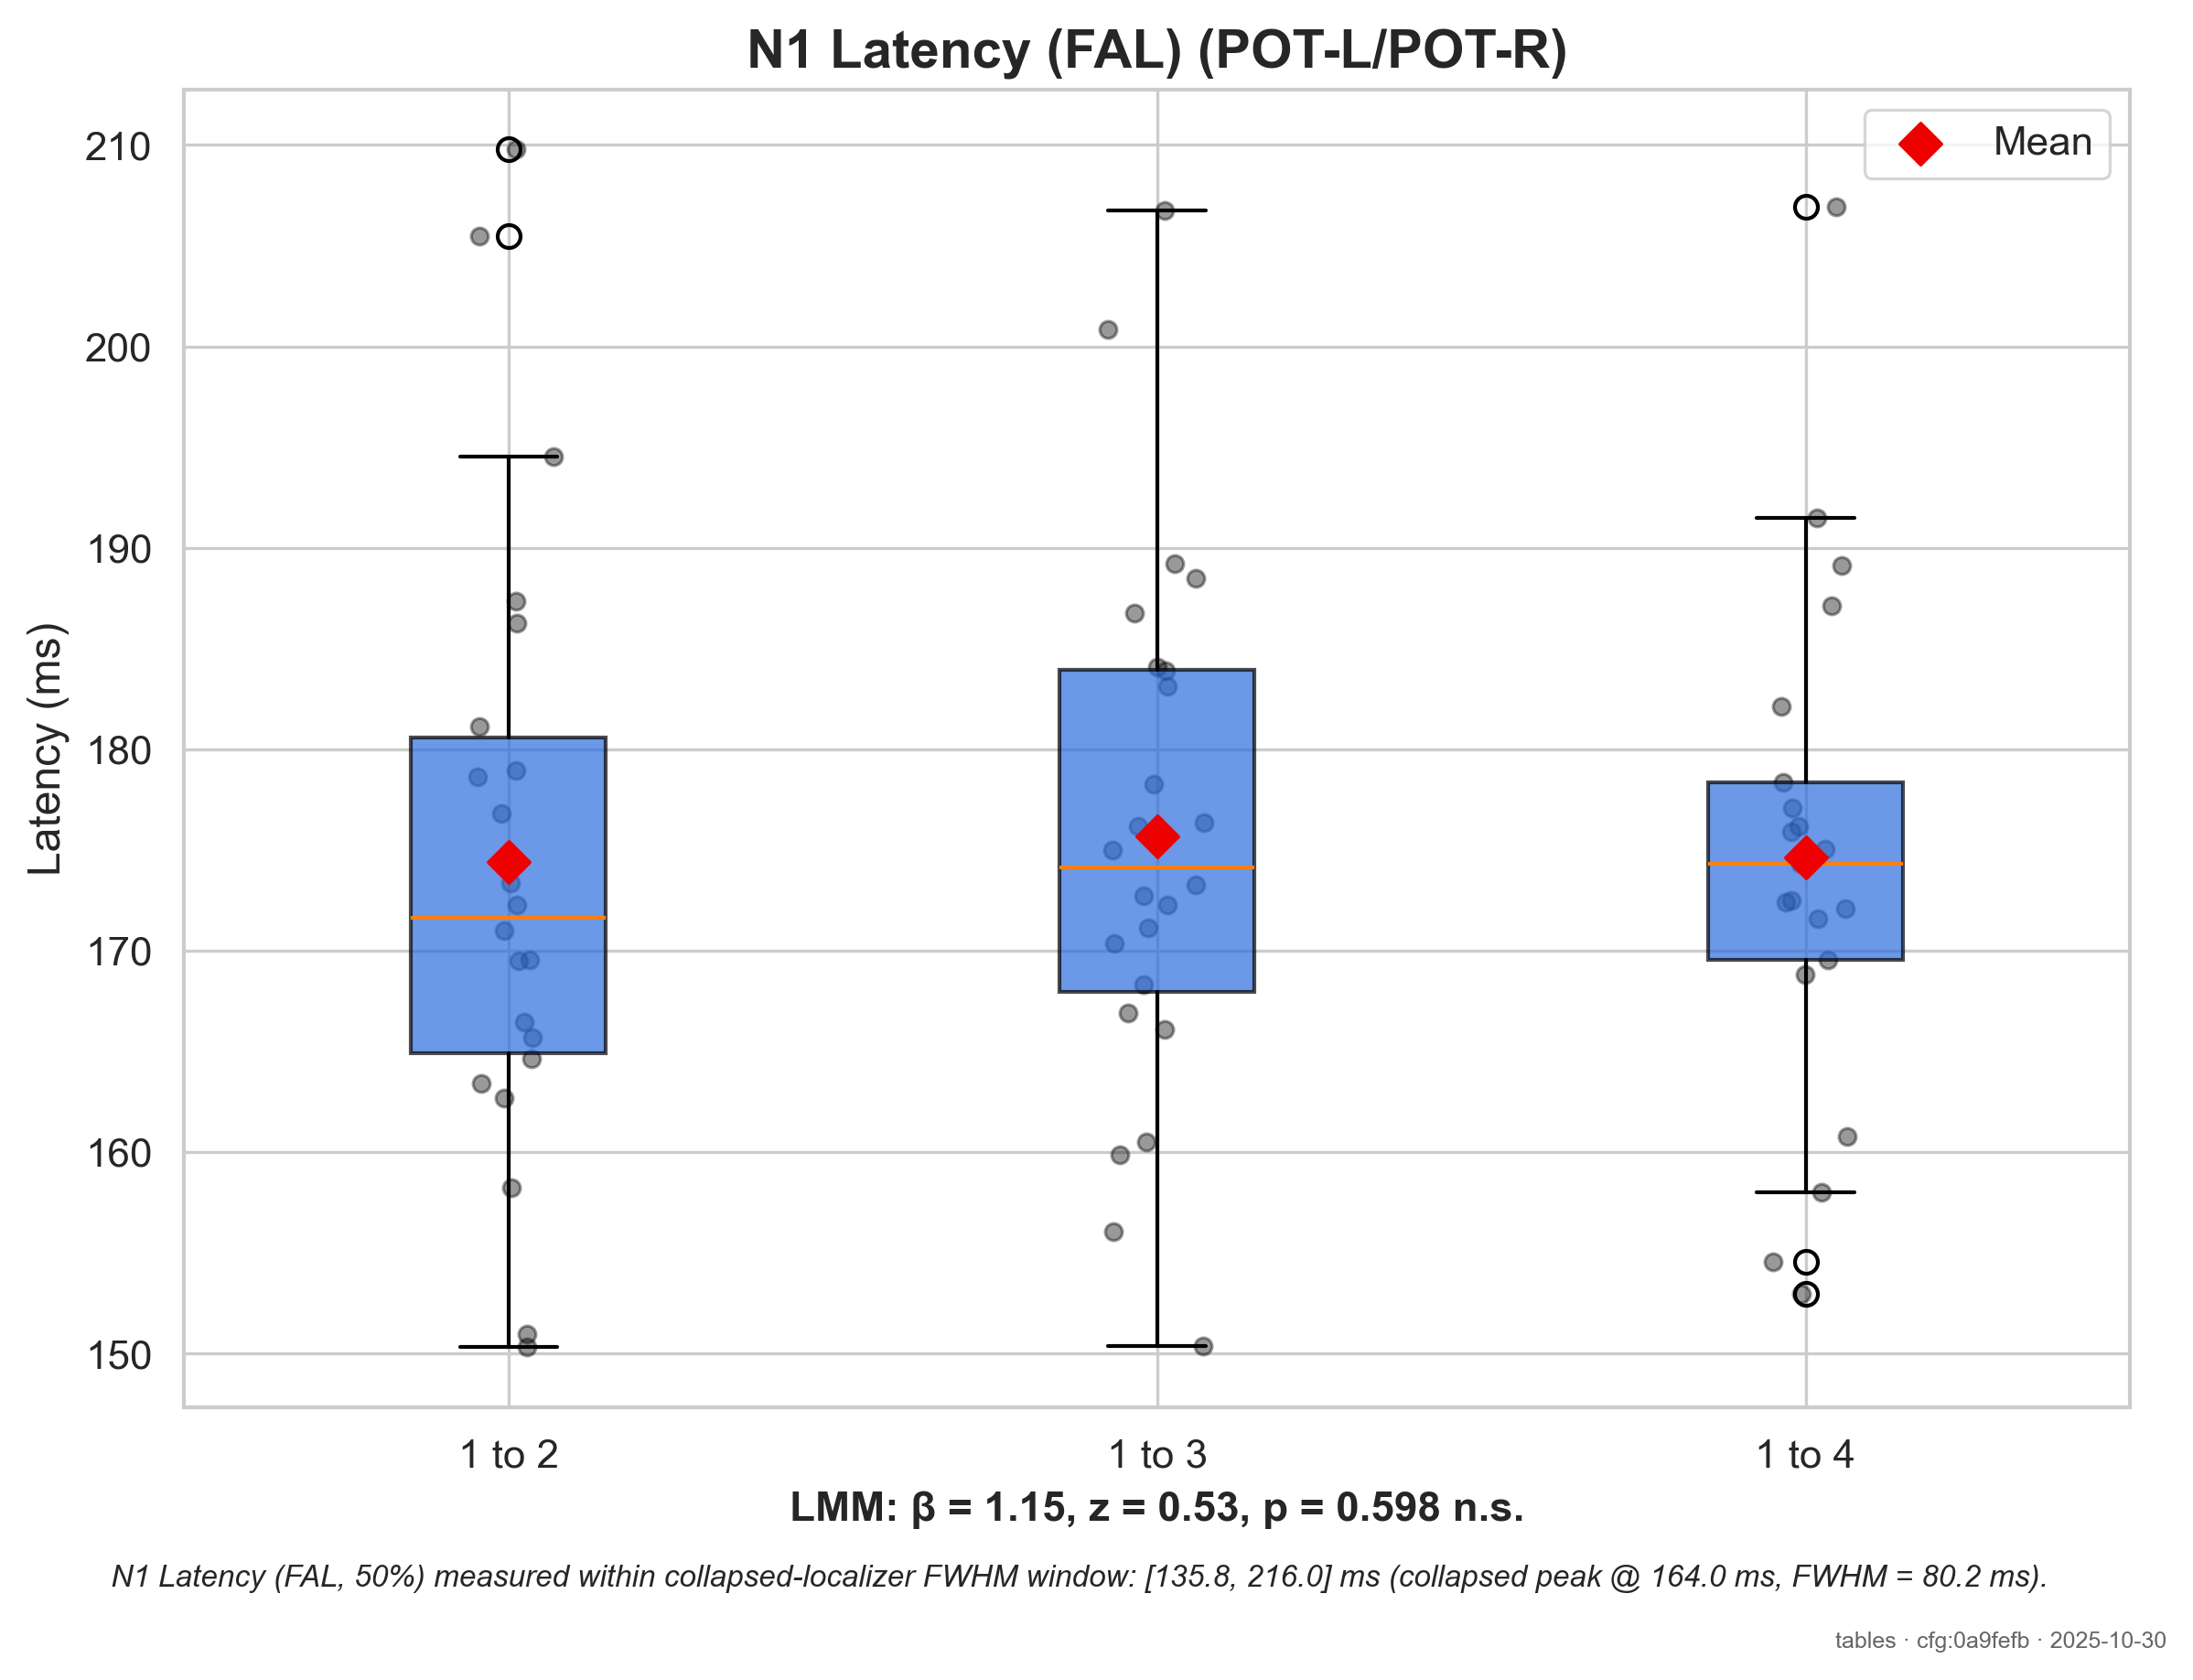 N1 Latency (FAL) (POT-L/POT-R)
Mean
Latency (ms)
210
200
190
180
170
160
150
1 to 2
1 to 3
1 to 4
LMM: β = 1.15, z = 0.53, p = 0.598 n.s.
N1 Latency (FAL, 50%) measured within collapsed-localizer FWHM window: [135.8, 216.0] ms (collapsed peak @ 164.0 ms, FWHM = 80.2 ms).
tables · cfg:0a9fefb · 2025-10-30